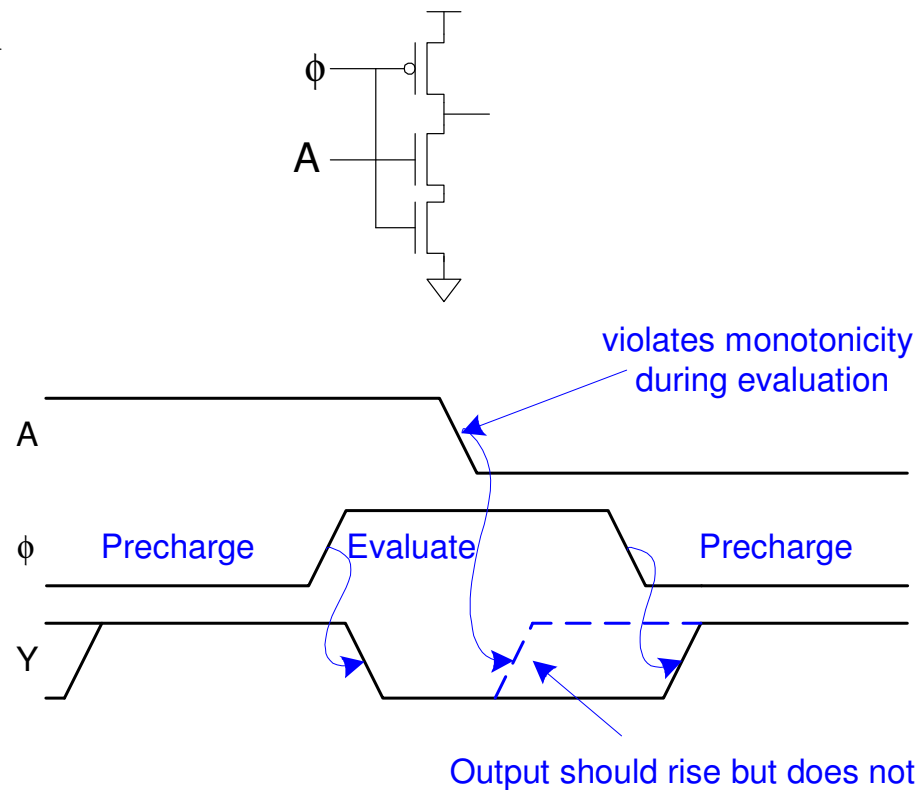 ϕ
A
violates monotonicity
during evaluation
A
ϕ
Precharge
Evaluate
Precharge
Y
Output should rise but does not